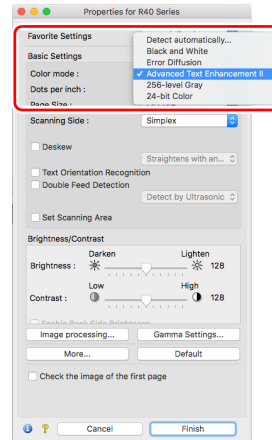 Properties for R40 Series
Favorite Settings
Detect automatically...
Basic Settings
Black and White
Error Diffusion
Color mode :
✓ Advanced Text Enhancement II
Dots per inch :
256-level Gray
24-bit Color
Page Size :
Scanning Side :
Simplex
Deskew
Straightens with an...
Text Orientation Recognition
Double Feed Detection
Detect by Ultrasonic
Set Scanning Area
Brightness/Contrast
Darken
Lighten
Brightness :
128
Low
High
Contrast :
128
Enable Back Side Brightness
Image processing...
Gamma Settings...
More...
Default
Check the image of the first page
Cancel
Finish